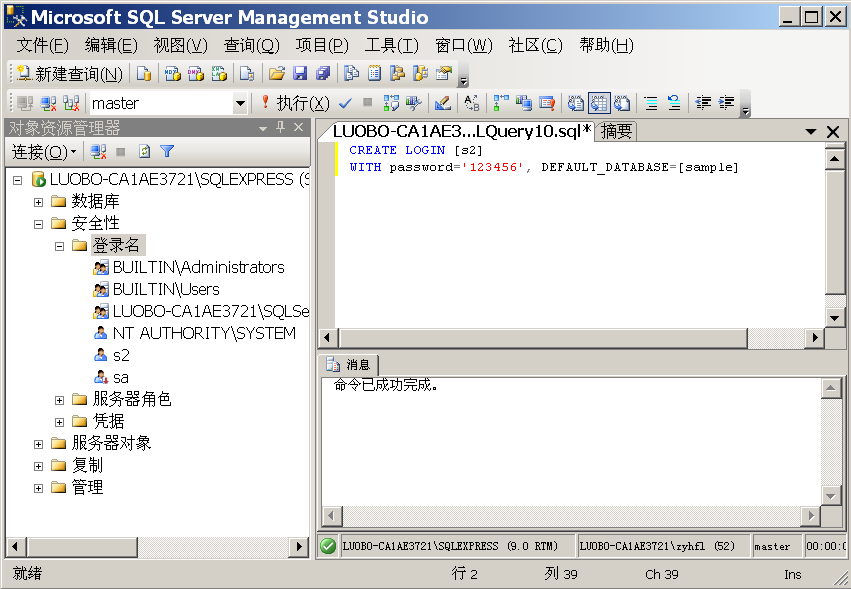 Microsoft SQL Server Management Studio
文件(F) 编辑(E) 视图(V) 查询(Q) 项目(P) 工具(T) 窗口(W) 社区(C) 帮助(H)
新建查询(N)
master 执行(X)
对象资源管理器
连接(O)
LUOBO-CA1AE3721\SQLEXPRESS (S
数据库
安全性
登录名
BUILTIN\Administrators
BUILTIN\Users
LUOBO-CA1AE3721\SQLSe
NT AUTHORITY\SYSTEM
s2
sa
服务器角色
凭据
服务器对象
复制
管理
LUOBO-CA1AE3...LQuery10.sql* 摘要
CREATE LOGIN [s2]
WITH password='123456', DEFAULT_DATABASE=[sample]
消息
命令已成功完成。
LUOBO-CA1AE3721\SQLEXPRESS (9.0 RTM) LUOBO-CA1AE3721\zyhfl (52) master 00:00:0
就绪 行 2 列 39 Ch 39 Ins